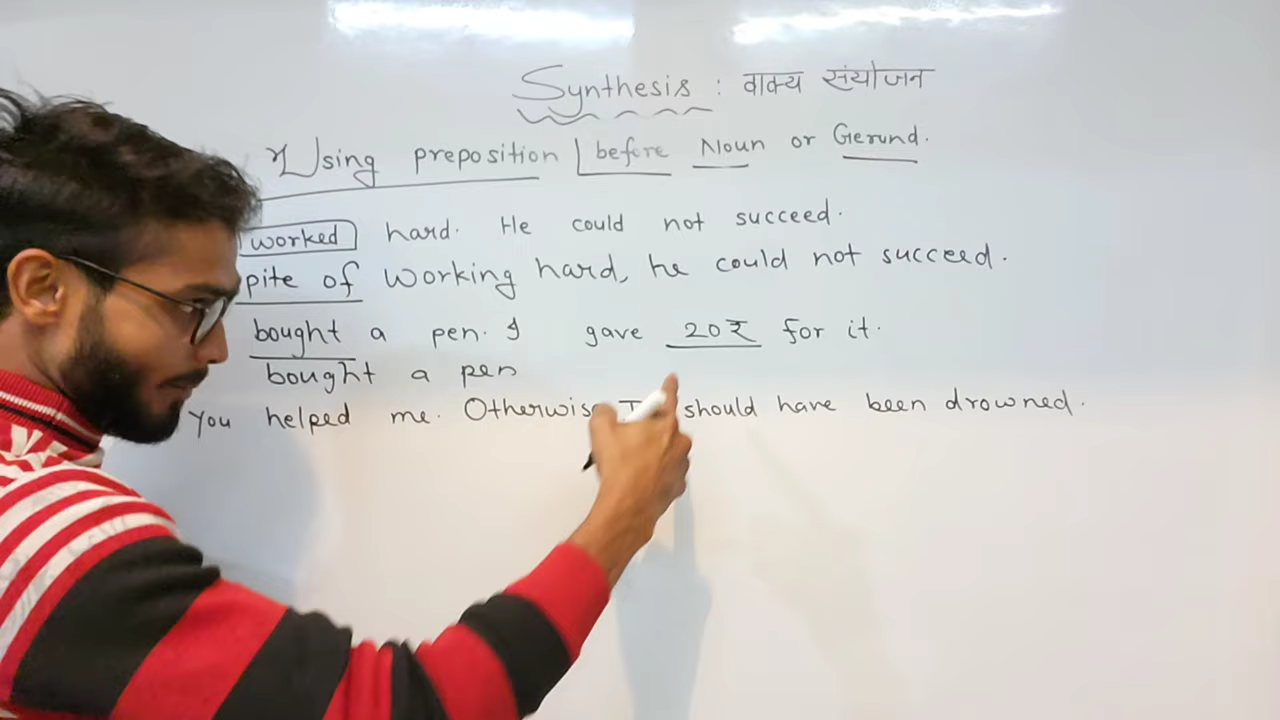 Synthesis : वाक्य संयोजन
Using preposition before Noun or Gerund.
worked hard. He could not succeed.
pite of working hard, he could not succeed.
bought a pen. I gave 20₹ for it.
bought a pen
You helped me. Otherwise I should have been drowned.